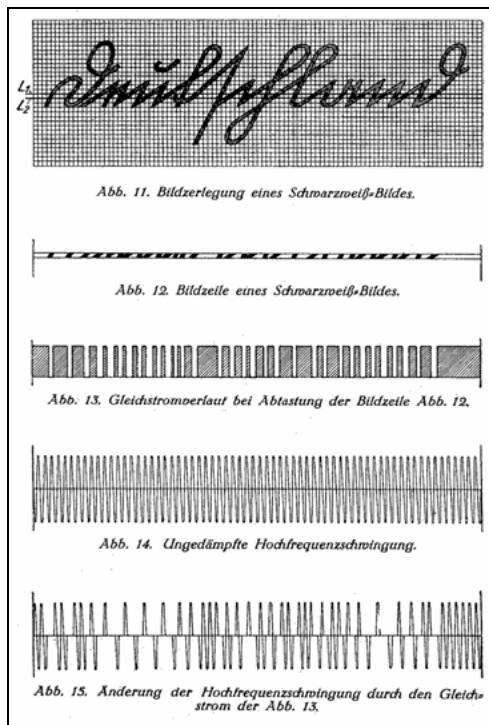 Deutschland
L1
L2
Abb. 11. Bildzerlegung eines Schwarzweiß=Bildes.
Abb. 12. Bildzeile eines Schwarzweiß=Bildes.
Abb. 13. Gleichstromverlauf bei Abtastung der Bildzeile Abb. 12.
Abb. 14. Ungedämpfte Hochfrequenzschwingung.
Abb. 15. Änderung der Hochfrequenzschwingung durch den Gleich=
strom der Abb. 13.